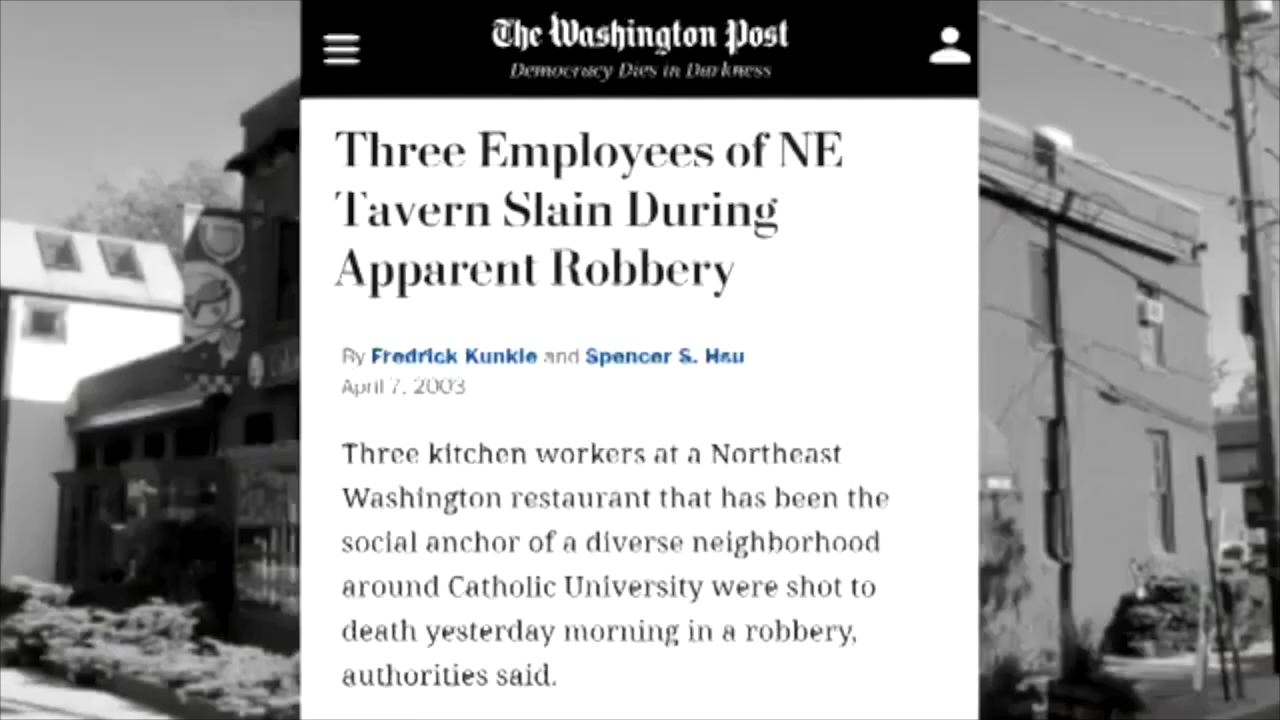 The Washington Post
Democracy Dies in Darkness
Three Employees of NE
Tavern Slain During
Apparent Robbery
By Fredrick Kunkle and Spencer S. Hsu
April 7, 2003
Three kitchen workers at a Northeast
Washington restaurant that has been the
social anchor of a diverse neighborhood
around Catholic University were shot to
death yesterday morning in a robbery,
authorities said.